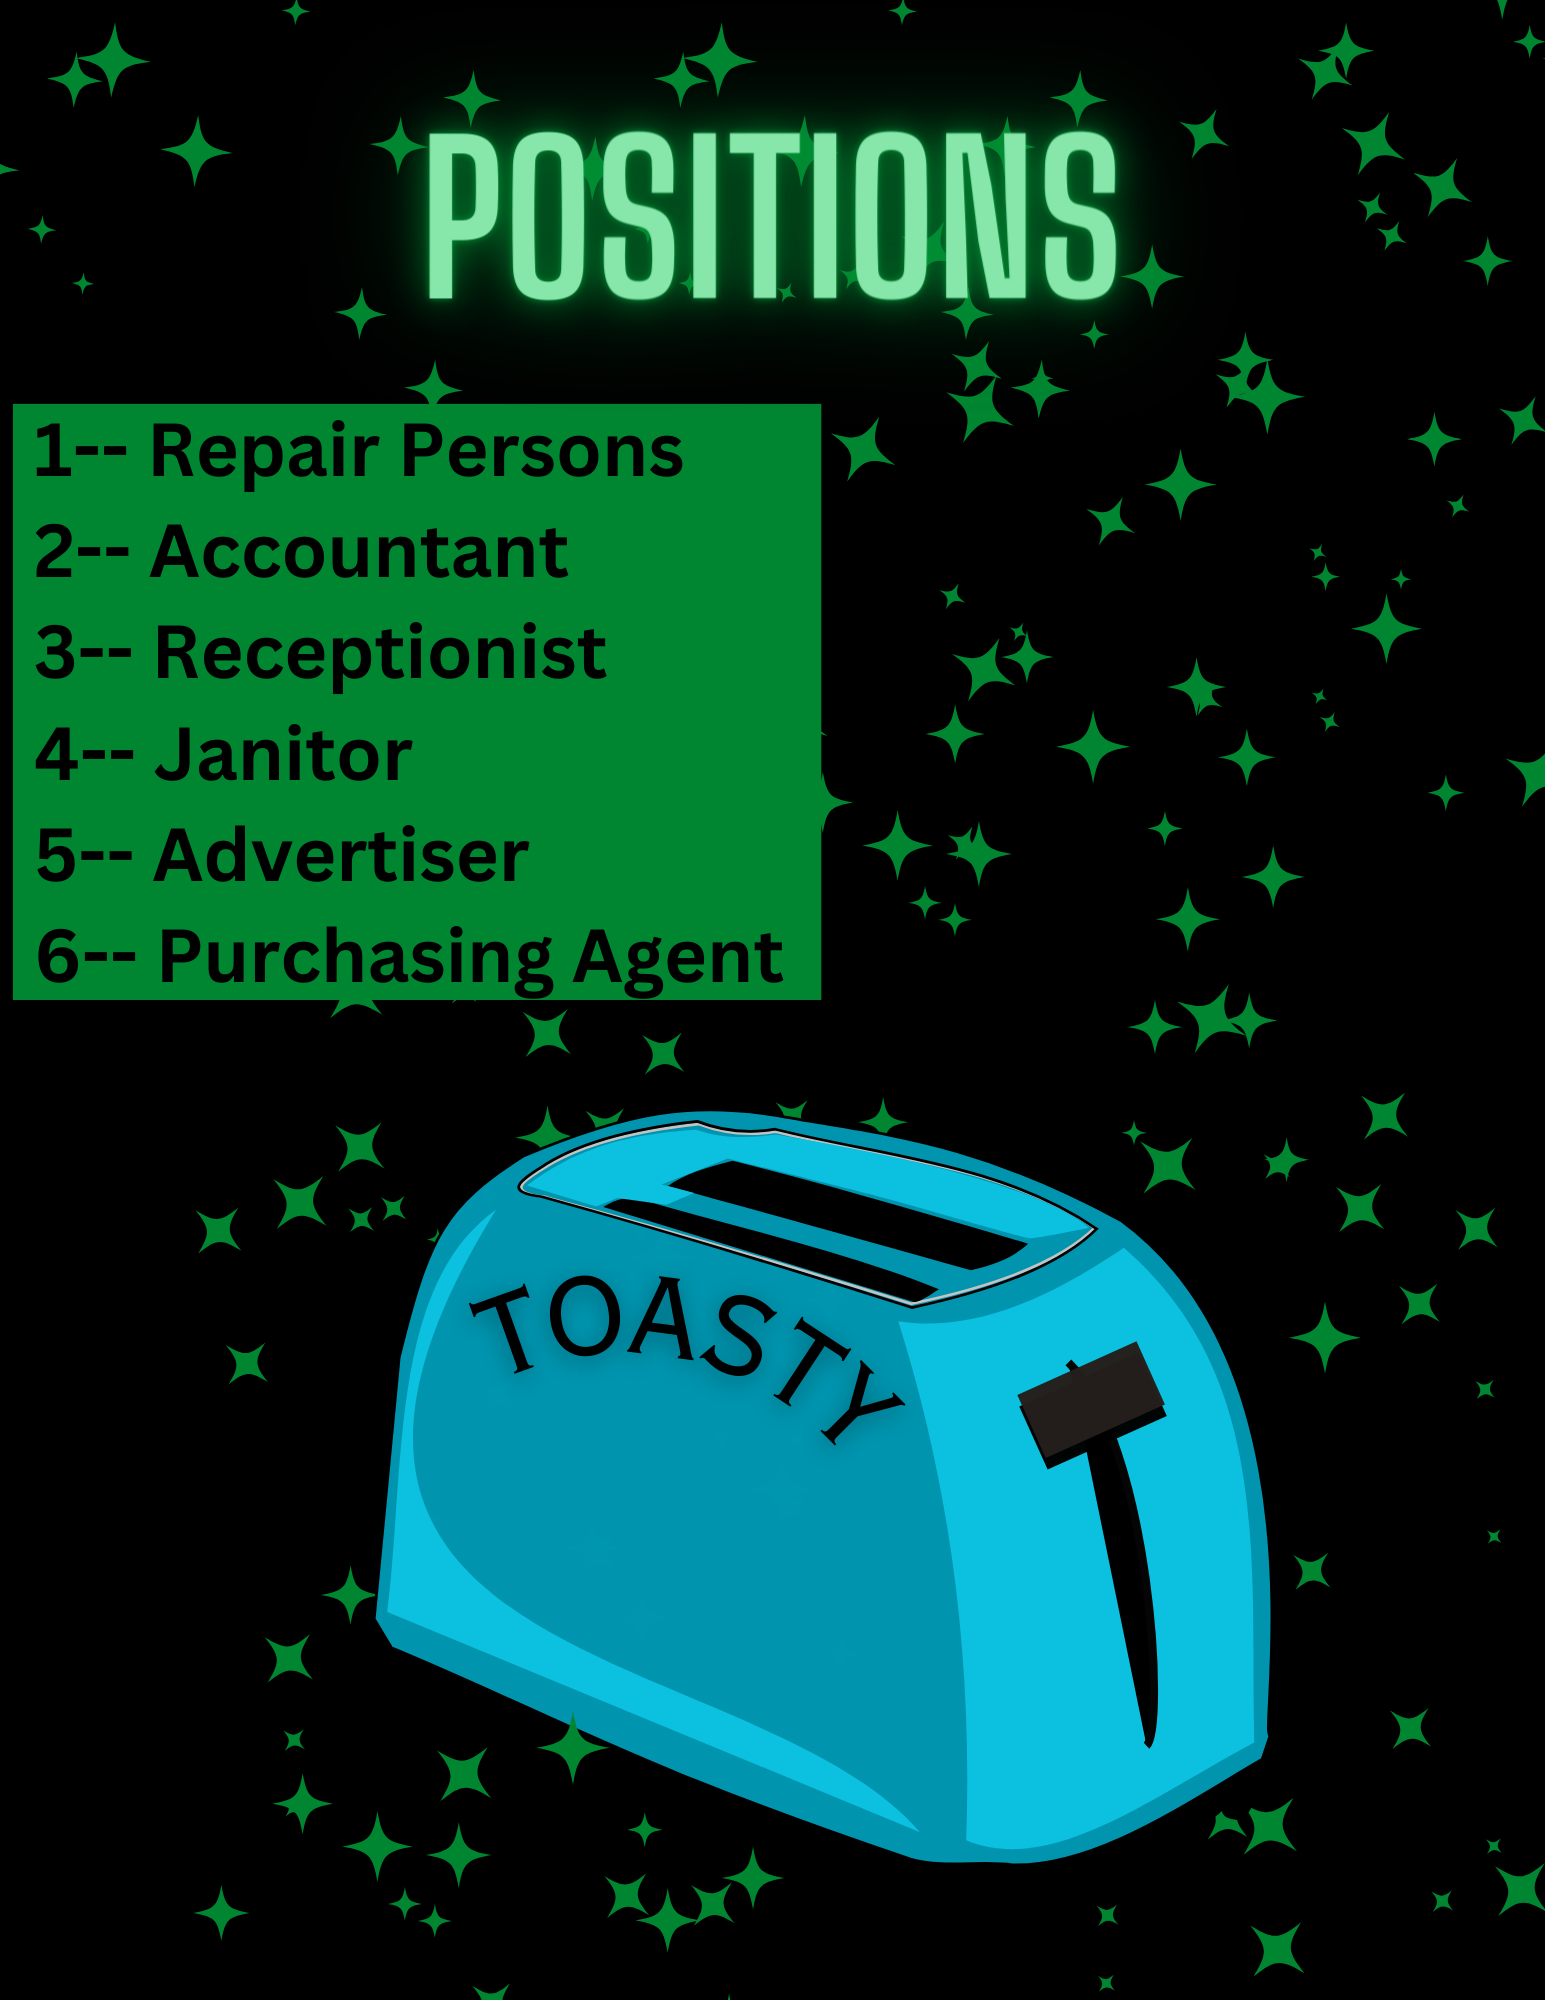 POSITIONS
1-- Repair Persons
2-- Accountant
3-- Receptionist
4-- Janitor
5-- Advertiser
6-- Purchasing Agent
TOASTY